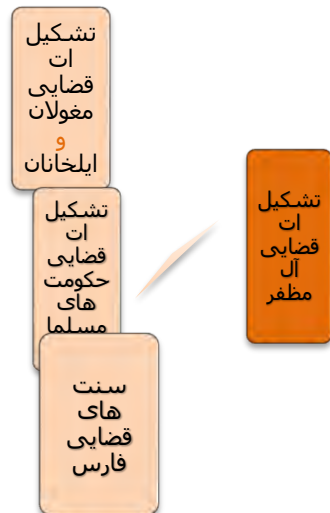 تشکیل
ات
قضایی
مغولان
و
ایلخانان
تشکیل
ات
قضایی
حکومت
های
مسلما
سنت
های
قضایی
فارس
تشکیل
ات
قضایی
آل
مظفر